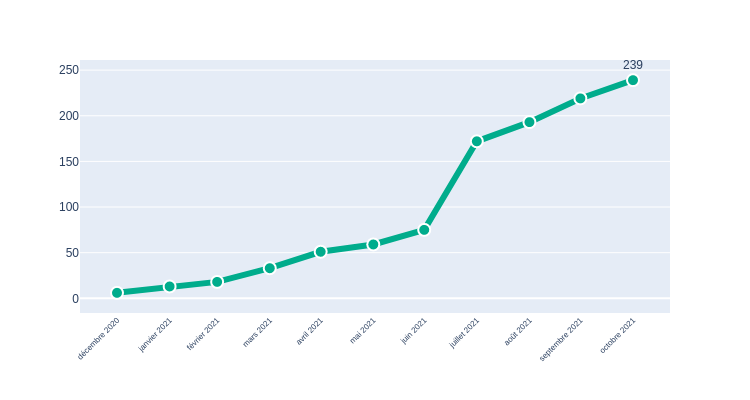 239
250
200
150
100
50
0
décembre 2020
janvier 2021
février 2021
mars 2021
avril 2021
mai 2021
juin 2021
juillet 2021
août 2021
septembre 2021
octobre 2021